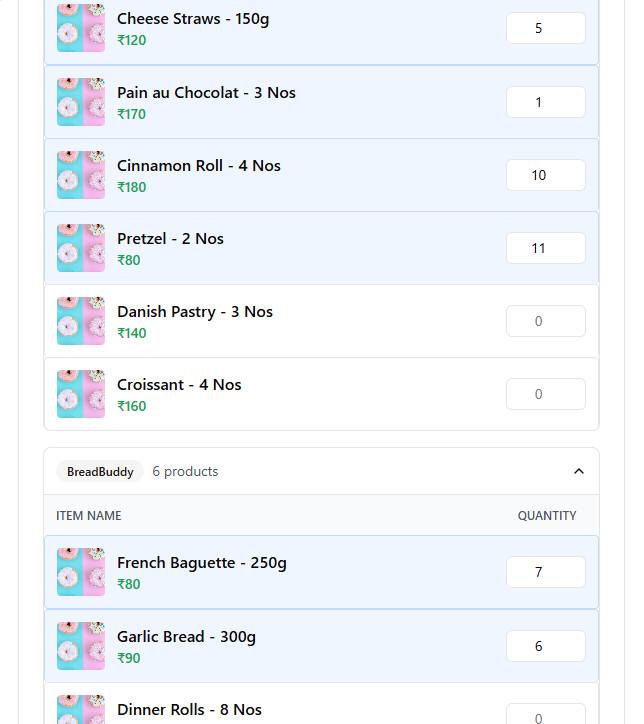 Cheese Straws - 150g
₹120
5
Pain au Chocolat - 3 Nos
₹170
1
Cinnamon Roll - 4 Nos
₹180
10
Pretzel - 2 Nos
₹80
11
Danish Pastry - 3 Nos
₹140
0
Croissant - 4 Nos
₹160
0
BreadBuddy 6 products
ITEM NAME QUANTITY
French Baguette - 250g
₹80
7
Garlic Bread - 300g
₹90
6
Dinner Rolls - 8 Nos
0